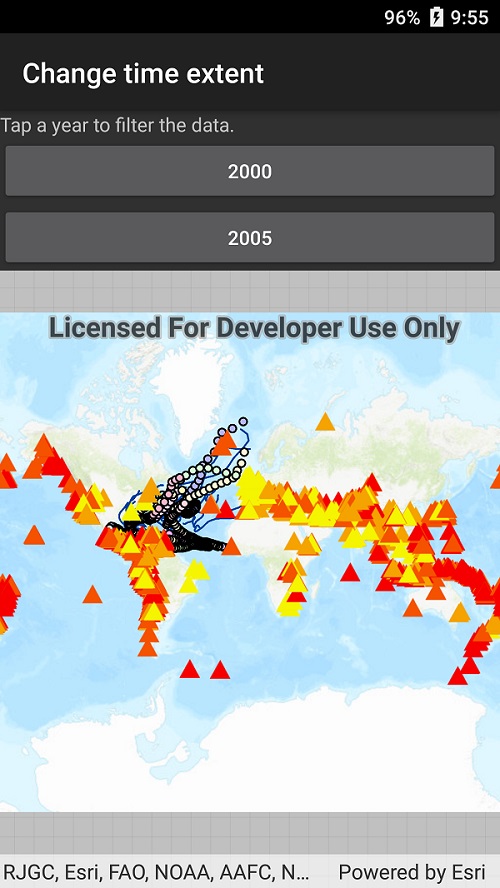 96% 9:55
Change time extent
Tap a year to filter the data.
2000
2005
Licensed For Developer Use Only
RJGC, Esri, FAO, NOAA, AAFC, N... Powered by Esri